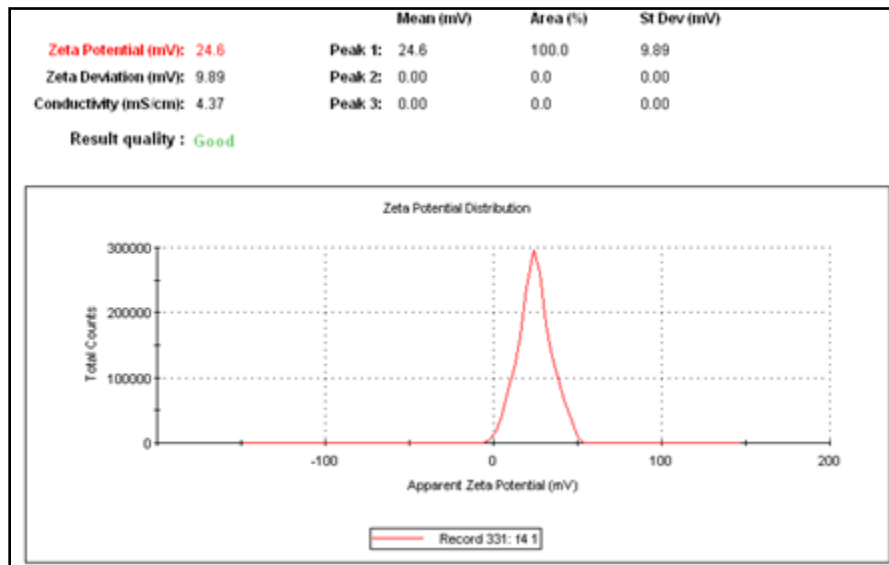 Mean (mV) Area (%) St Dev (mV)
Zeta Potential (mV): 24.6 Peak 1: 24.6 100.0 9.89
Zeta Deviation (mV): 9.89 Peak 2: 0.00 0.0 0.00
Conductivity (mS/cm): 4.37 Peak 3: 0.00 0.0 0.00
Result quality : Good
Zeta Potential Distribution
300000
200000
100000
0
Total Counts
-100 0 100 200
Apparent Zeta Potential (mV)
Record 331: f4 1